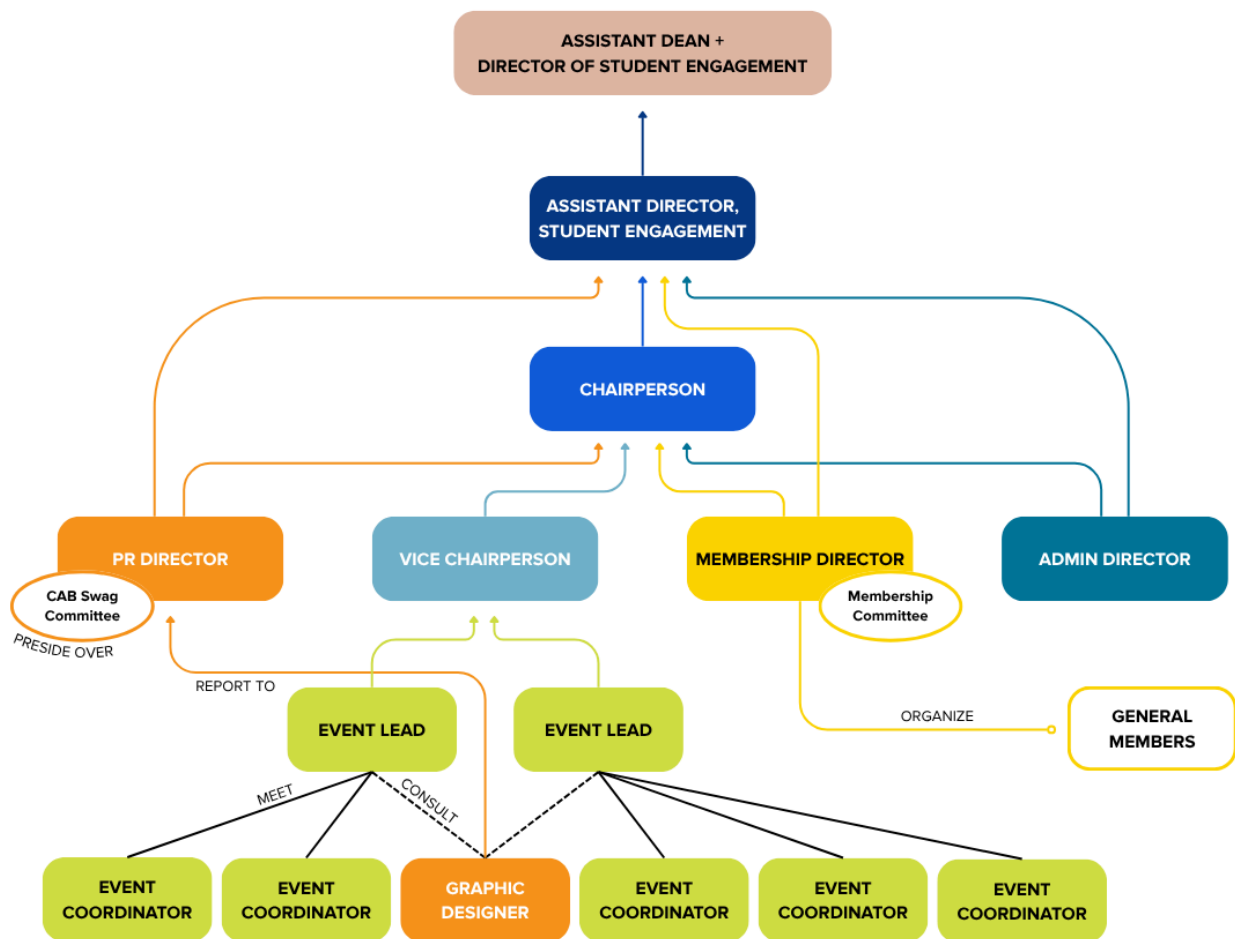 ASSISTANT DEAN +
DIRECTOR OF STUDENT ENGAGEMENT
ASSISTANT DIRECTOR,
STUDENT ENGAGEMENT
CHAIRPERSON
PR DIRECTOR
VICE CHAIRPERSON
MEMBERSHIP DIRECTOR
ADMIN DIRECTOR
CAB Swag
Committee
PRESIDE OVER
Membership
Committee
REPORT TO
EVENT LEAD
EVENT LEAD
ORGANIZE
GENERAL
MEMBERS
MEET
CONSULT
EVENT
COORDINATOR
EVENT
COORDINATOR
GRAPHIC
DESIGNER
EVENT
COORDINATOR
EVENT
COORDINATOR
EVENT
COORDINATOR